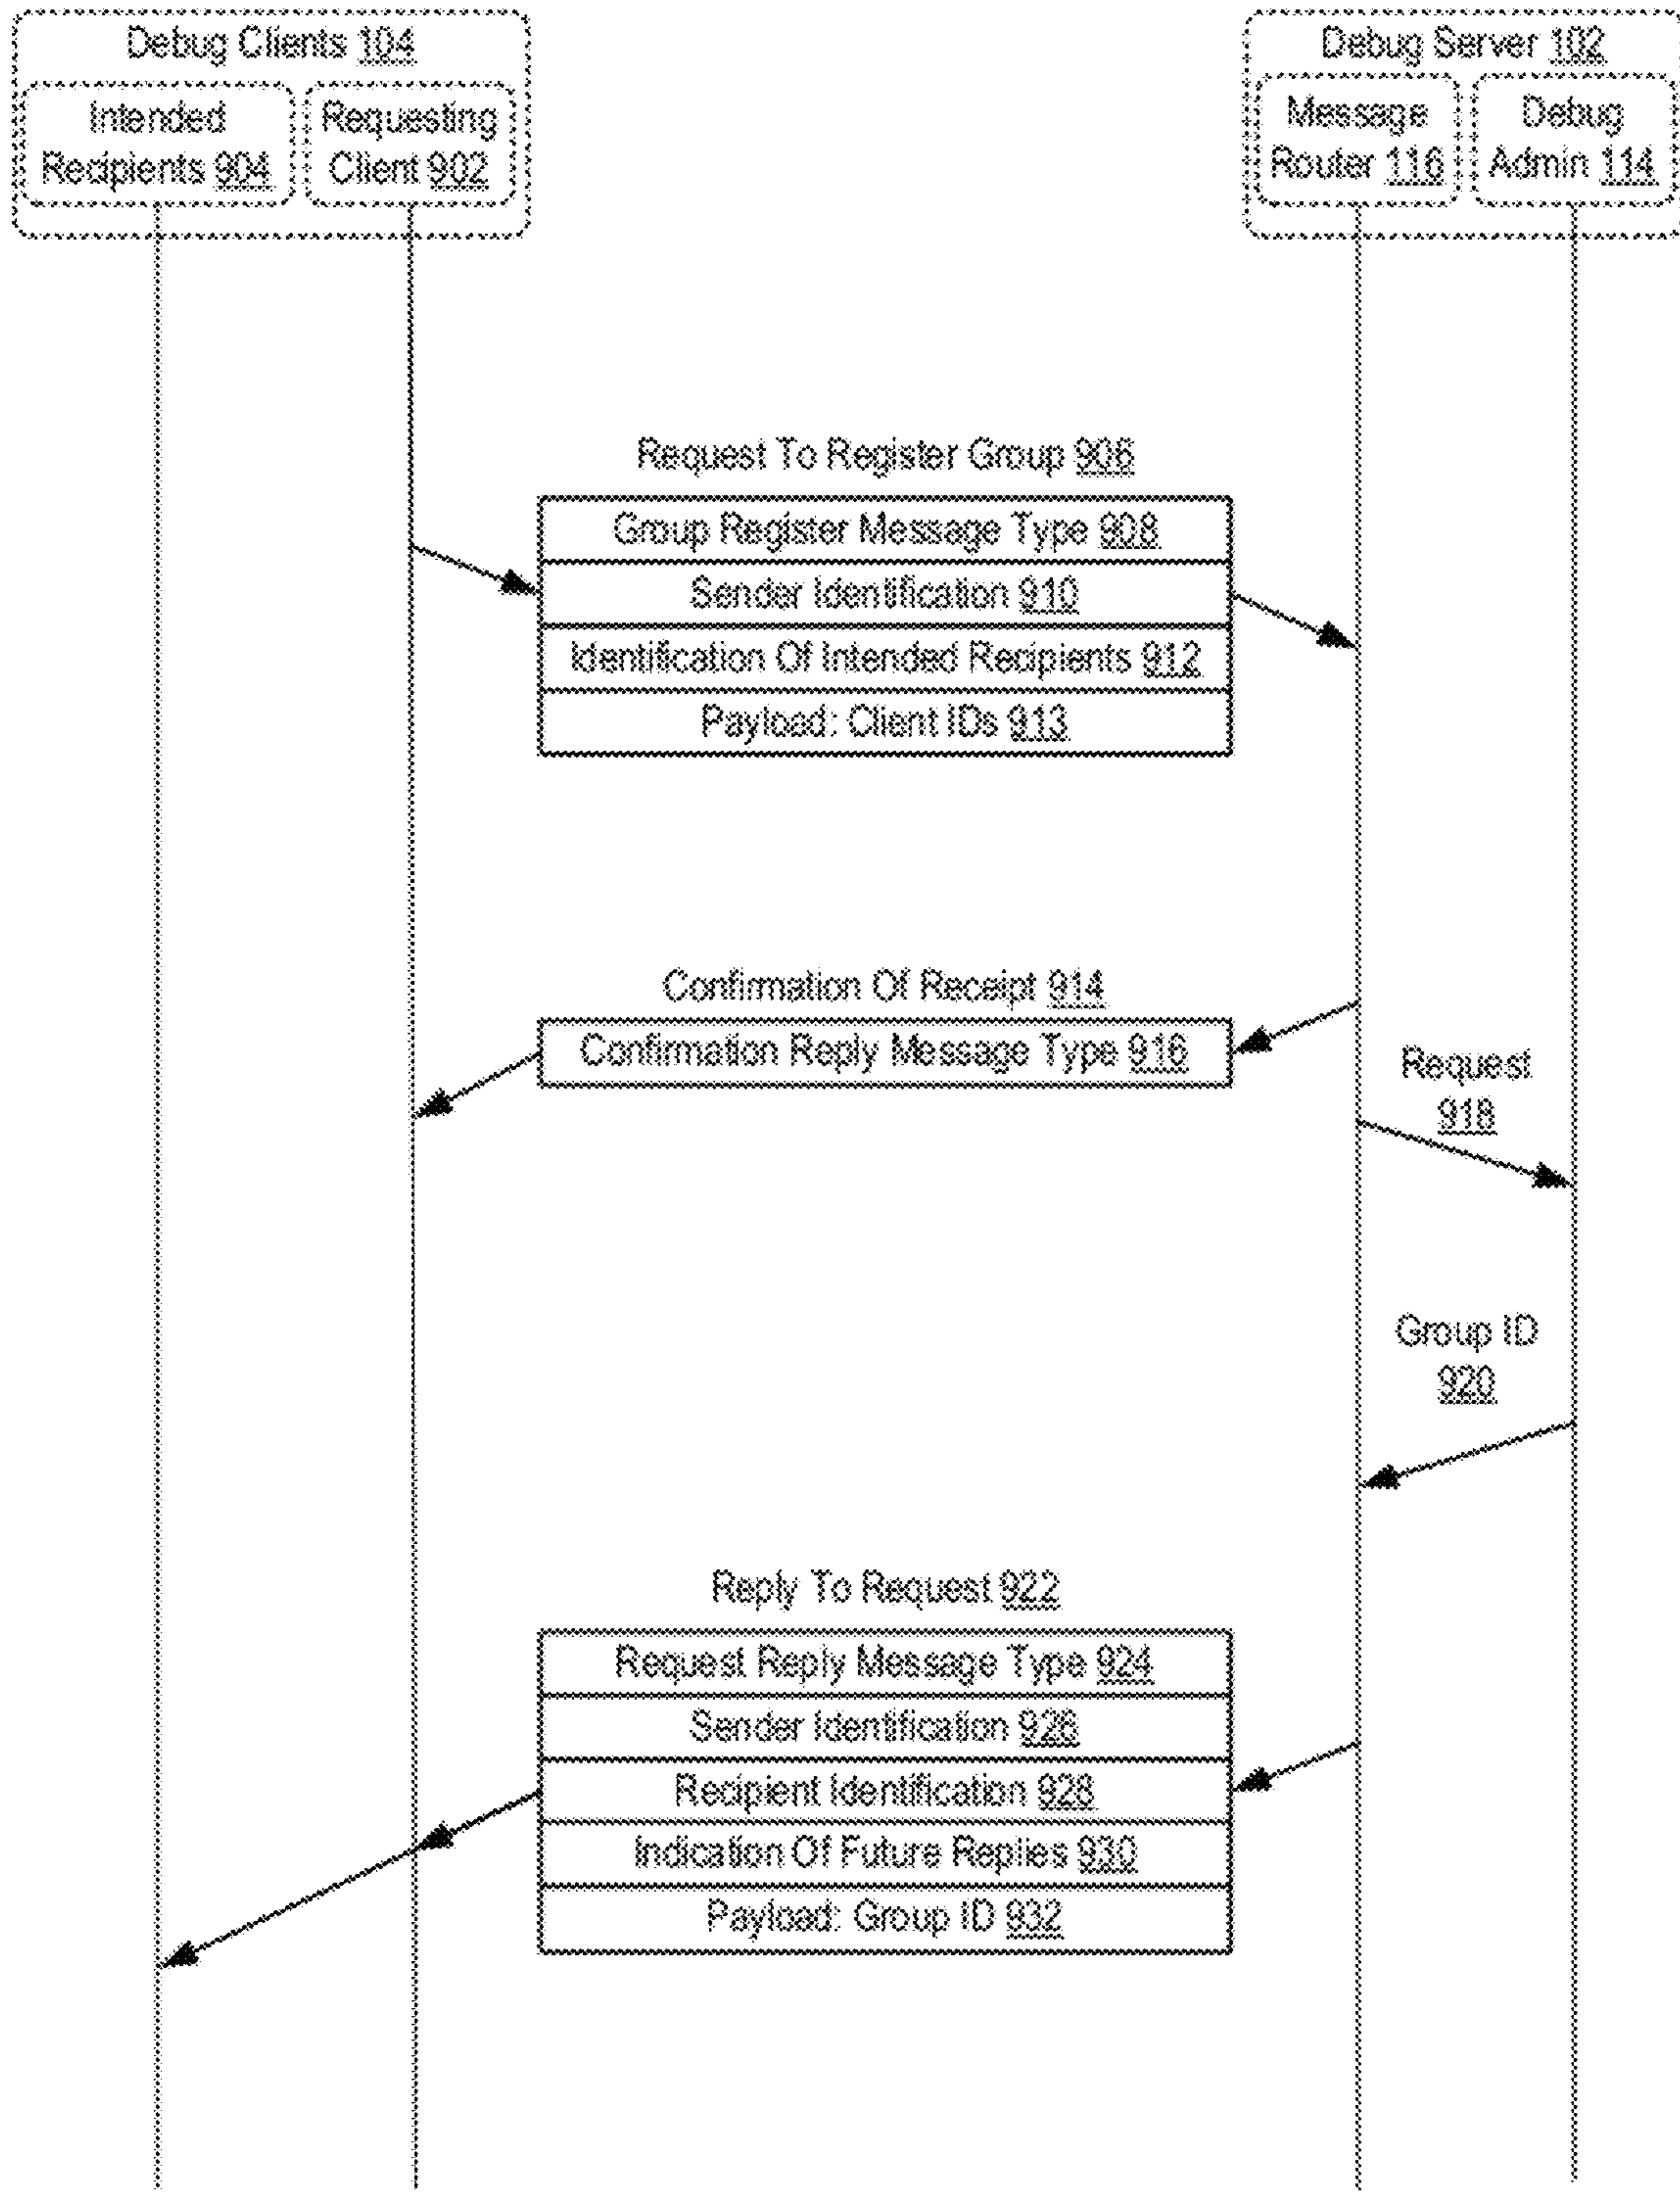 Debug Clients 104
Intended
Recipients 904
Requesting
Client 902
Debug Server 102
Message
Router 116
Debug
Admin 114
Request To Register Group 906
Group Register Message Type 908
Sender Identification 910
Identification Of Intended Recipients 912
Payload: Client IDs 913
Confirmation Of Receipt 914
Confirmation Reply Message Type 916
Request
918
Group ID
920
Reply To Request 922
Request Reply Message Type 924
Sender Identification 926
Recipient Identification 928
Indication Of Future Replies 930
Payload: Group ID 932